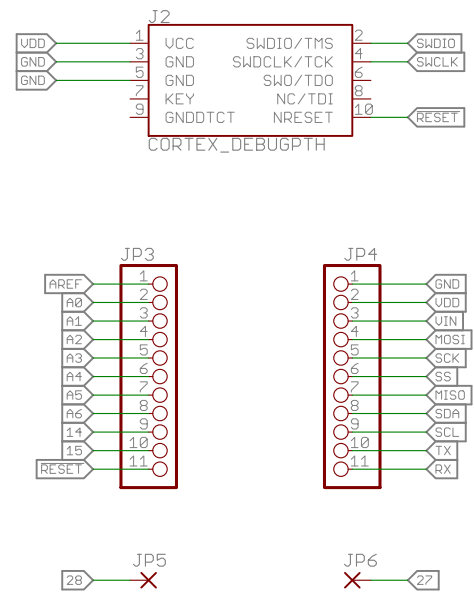 J2
VDD 1 VCC SWDIO/TMS 2 SWDIO
GND 3 GND SWDCLK/TCK 4 SWCLK
GND 5 GND SWO/TDO 6
7 KEY NC/TDI 8
9 GNDDTCT NRESET 10 RESET
CORTEX_DEBUGPTH
JP3 JP4
AREF 1 1 GND
A0 2 2 VDD
A1 3 3 VIN
A2 4 4 MOSI
A3 5 5 SCK
A4 6 6 SS
A5 7 7 MISO
A6 8 8 SDA
14 9 9 SCL
15 10 10 TX
RESET 11 11 RX
JP5 JP6
28 27